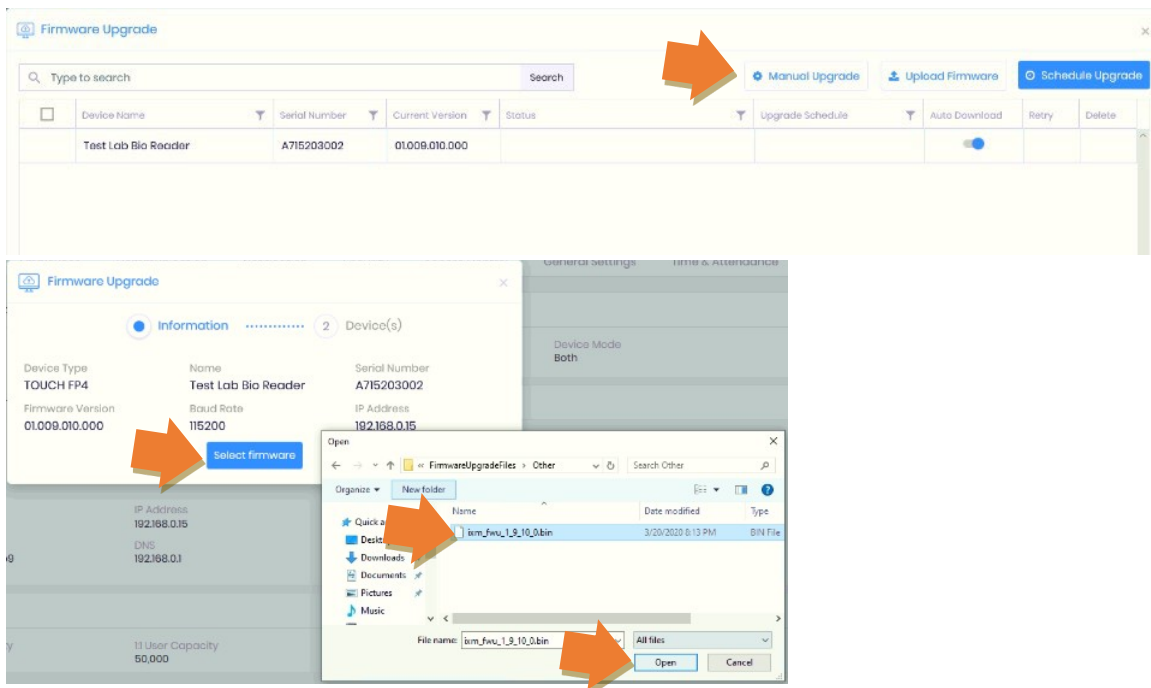 Firmware Upgrade
Type to search
Search
Manual Upgrade
Upload Firmware
Schedule Upgrade
Device Name Serial Number Current Version Status Upgrade Schedule Auto Download Retry Delete
Test Lab Bio Reader A715203002 01.009.010.000
General Settings Time & Attendance
Firmware Upgrade
Information 2 Device(s)
Device Mode
Both
Device Type Name Serial Number
TOUCH FP4 Test Lab Bio Reader A715203002
Firmware Version Baud Rate IP Address
01.009.010.000 115200 192.168.0.15
Select firmware
Open
« FirmwareUpgradeFiles > Other
Search Other
Organize New folder
Name Date modified Type
Quick a
ixm_fwu_1_9_10_0.bin 3/20/2020 8:13 PM BIN File
Deskt
Downloads
Documents
Pictures
Music
File name: ixm_fwu_1_9_10_0.bin All files
Open Cancel
IP Address
192.168.0.15
DNS
192.168.0.1
1:1 User Capacity
50,000